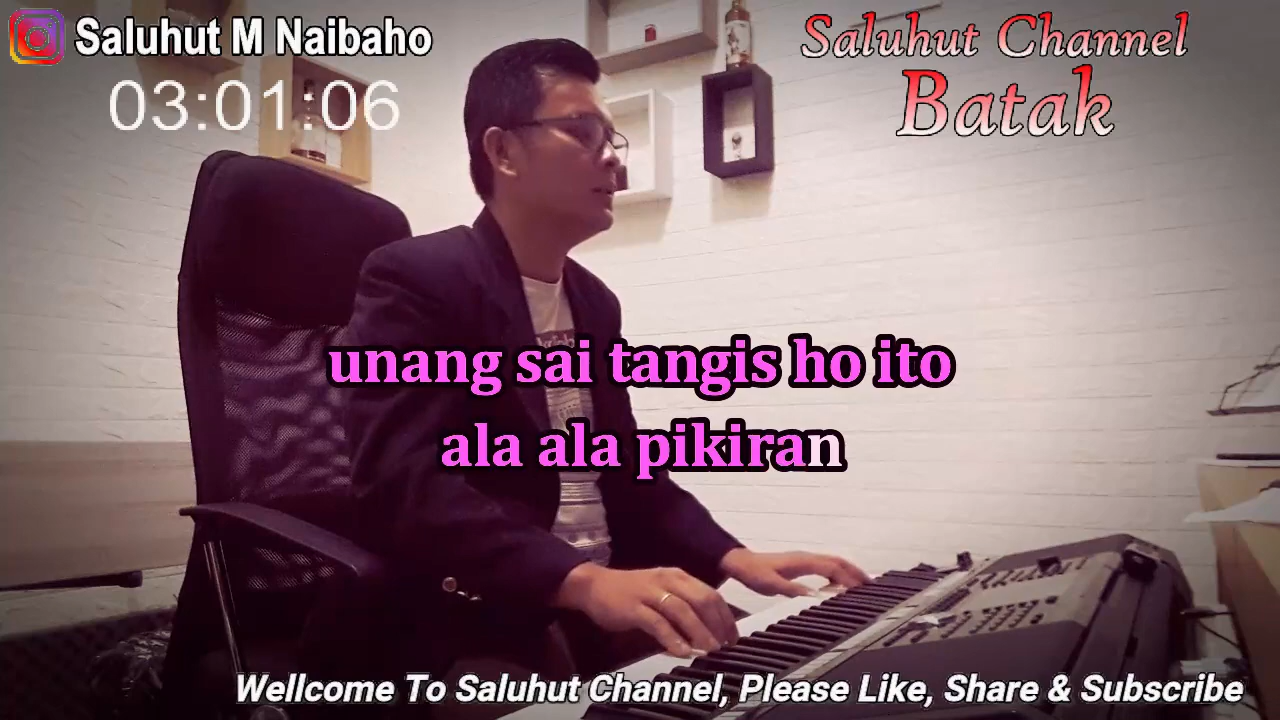 Saluhut M Naibaho
03:01:06
Saluhut Channel
Batak
unang sai tangis ho ito
ala ala pikiran
Wellcome To Saluhut Channel, Please Like, Share & Subscribe